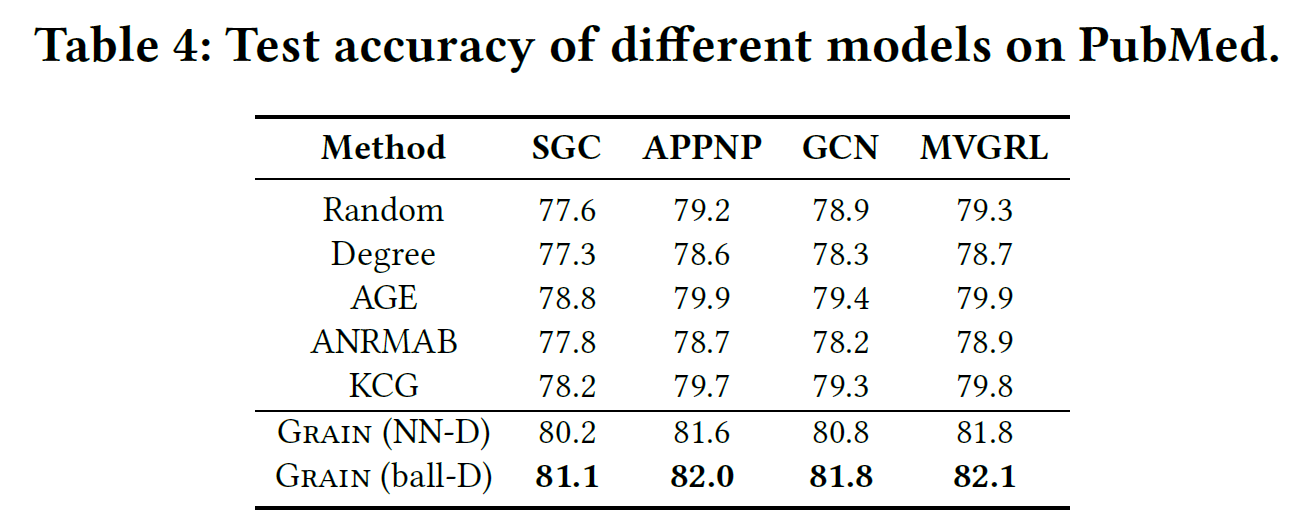 Table 4: Test accuracy of different models on PubMed.
Method SGC APPNP GCN MVGRL
Random 77.6 79.2 78.9 79.3
Degree 77.3 78.6 78.3 78.7
AGE 78.8 79.9 79.4 79.9
ANRMAB 77.8 78.7 78.2 78.9
KCG 78.2 79.7 79.3 79.8
Grain (NN-D) 80.2 81.6 80.8 81.8
Grain (ball-D) 81.1 82.0 81.8 82.1